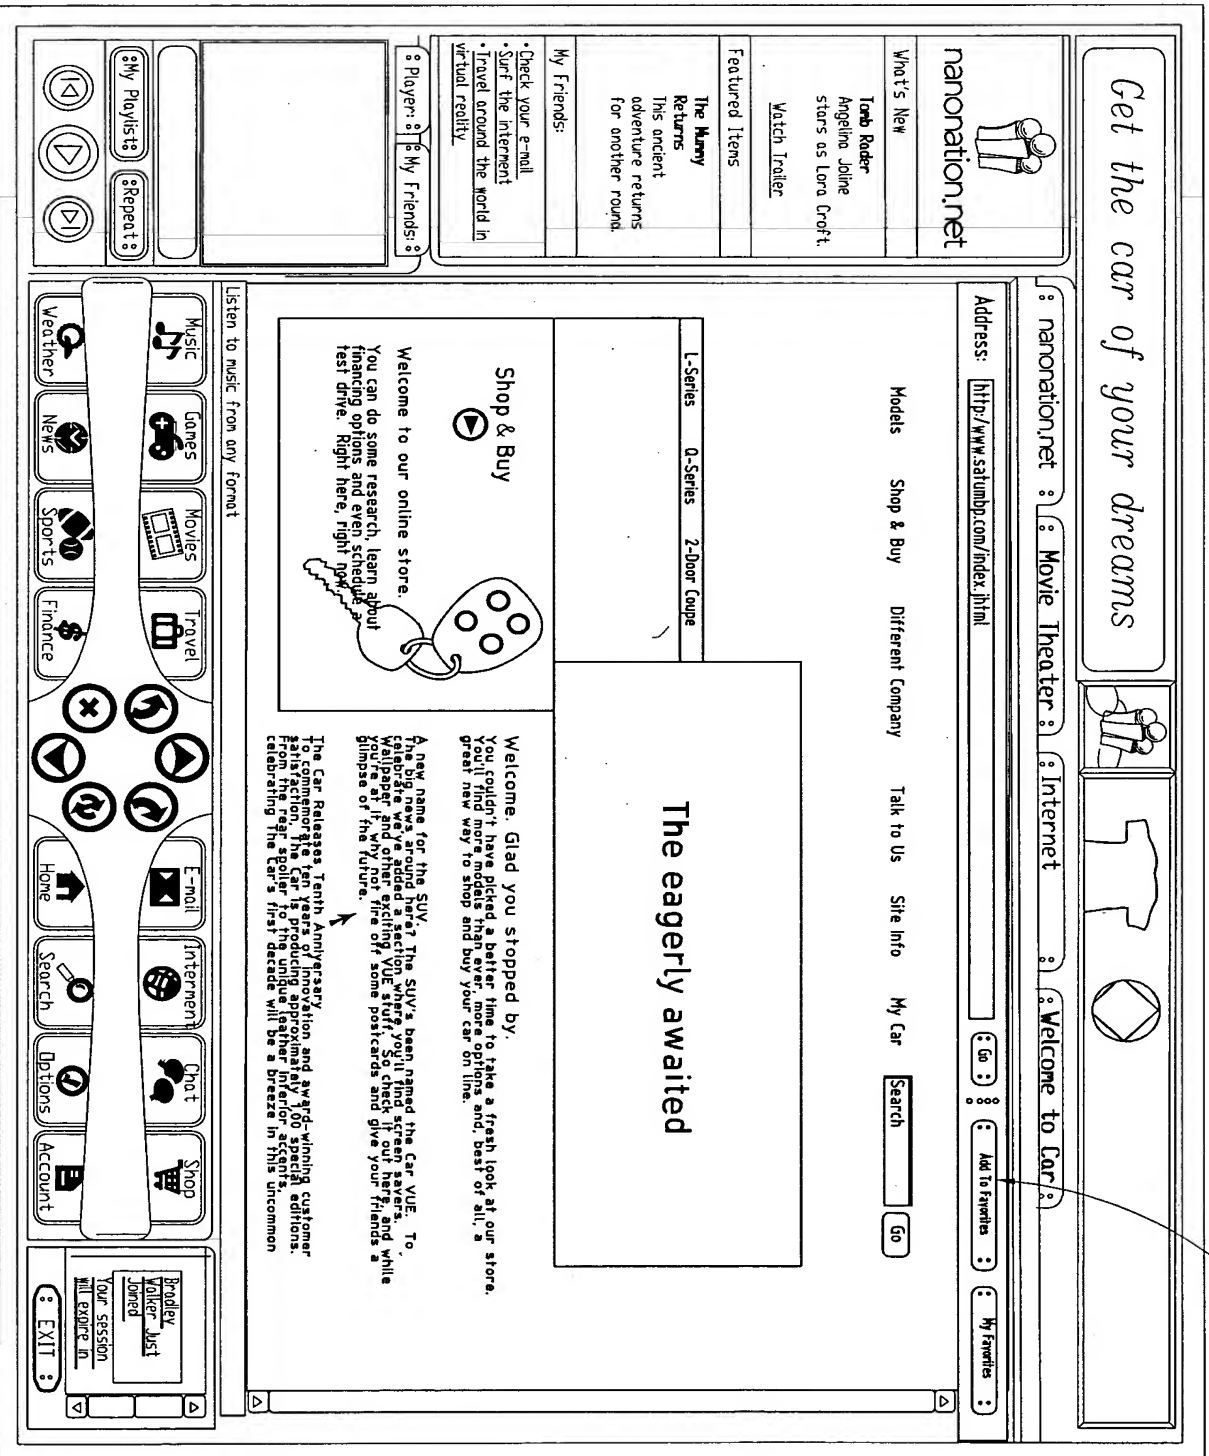 Get the car of your dreams
nanonation.net
What's New
Tomb Rader
Angelina Joline
stars as Lora Croft.
Watch Trailer
Featured Items
The Mummy
Returns
This ancient
adventure returns
for another round.
My Friends:
• Check your e-mail
• Surf the interment
• Travel around the world in
virtual reality
Player:
My Friends:
My Playlist:
Repeat:
nanonation.net
Movie Theater
Internet
Welcome to Car
Address:
http:/www.satumbp.com/index.jhtml
Go
Add To Favorites
My Favorites
Models
Shop & Buy
Different Company
Talk to Us
Site Info
My Car
Search
Go
The eagerly awaited
L-Series
Q-Series
2-Door Coupe
Shop & Buy
Welcome to our online store.
You can do some research, learn about
financing options and even schedule a
test drive. Right here, right now.
Welcome. Glad you stopped by.
You couldn't have picked a better time to take a fresh look at our store.
You'll find more models than ever, more options and, best of all, a
great new way to shop and buy your car on line.
A new name for the SUV.
The big news around here? The SUV's been named the Car VUE. To
celebrate we've added a section where you'll find screen savers.
Wallpaper and other exciting VUE stuff. So check it out here, and while
you're at it, why not fire off some postcards and give your friends a
glimpse of the future.
The Car Releases Tenth Anniversary
To commemorate ten years of innovation and award-winning customer
satisfaction, The Car is producing approximately 1,00 special editions.
From the rear spoiler to the unique leather inferior accents,
celebrating The Car's first decade will be a breeze in this uncommon
Listen to music from any format
Music
Games
Movies
Travel
E-mail
Interment
Chat
Shop
Weather
News
Sports
Finance
Home
Search
Options
Account
Bradley
Walker Just
Joined
Your session
will expire in
EXIT